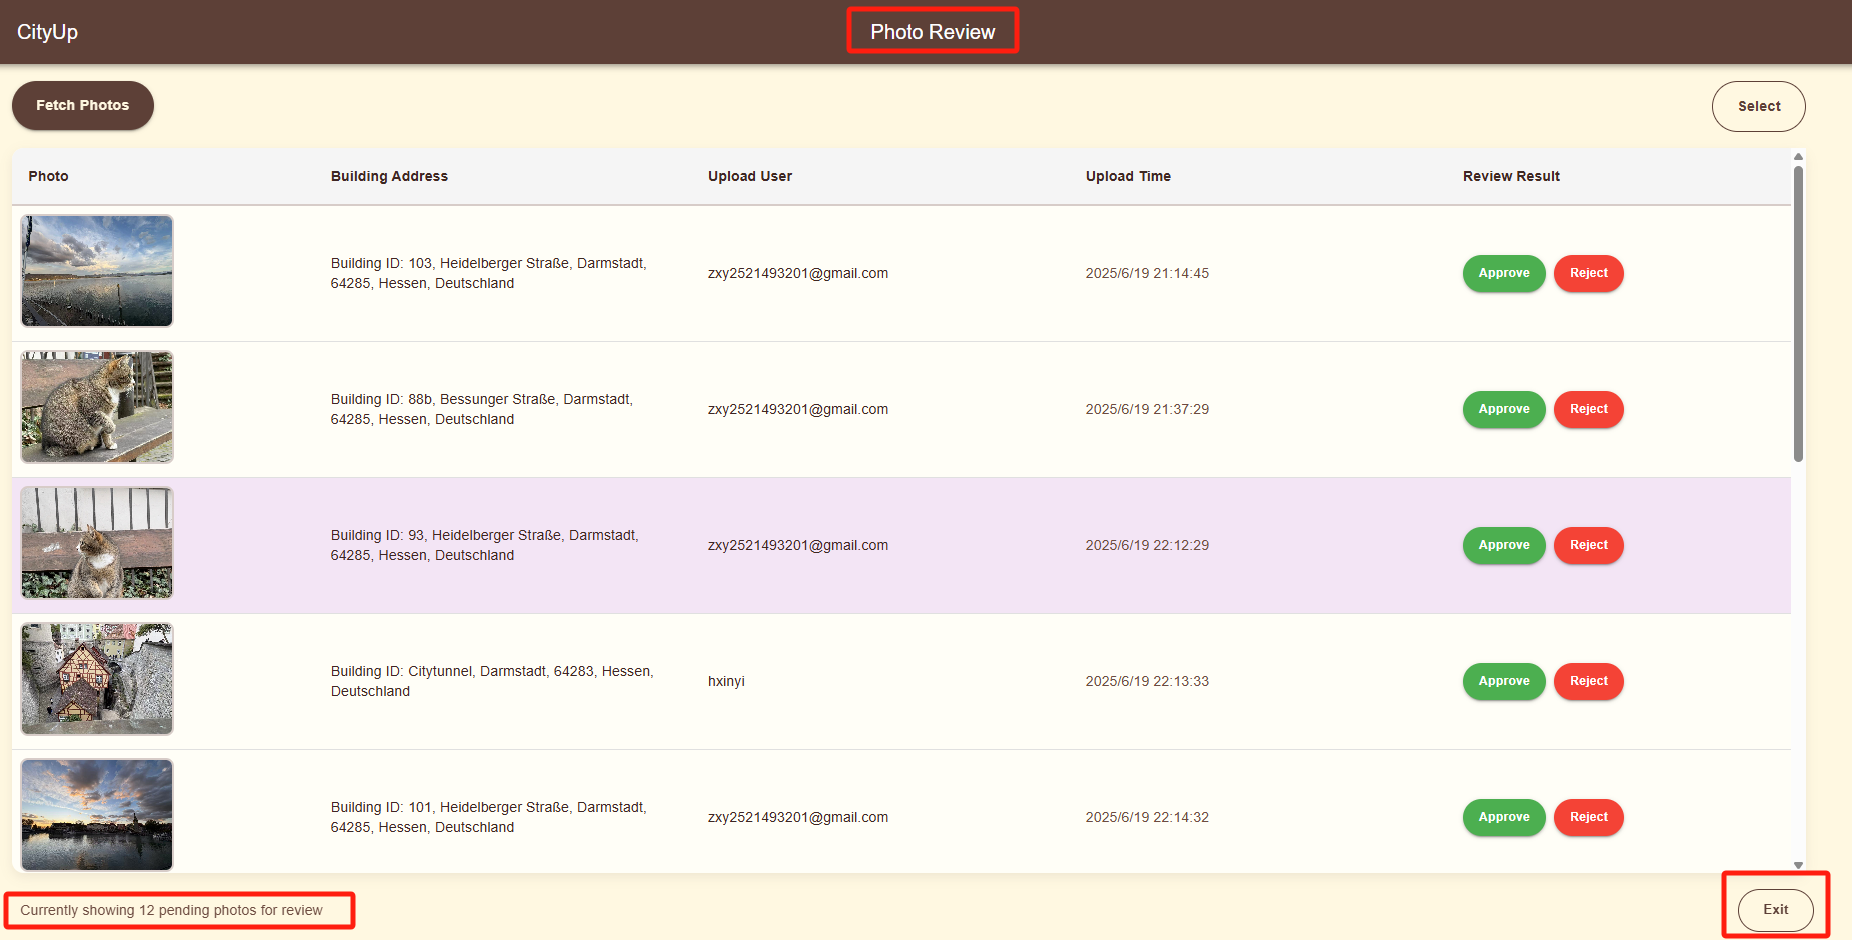 CityUp
Photo Review
Fetch Photos
Select
Photo
Building Address
Upload User
Upload Time
Review Result
Building ID: 103, Heidelberger Straße, Darmstadt,
64285, Hessen, Deutschland
zxy2521493201@gmail.com
2025/6/19 21:14:45
Approve
Reject
Building ID: 88b, Bessunger Straße, Darmstadt,
64285, Hessen, Deutschland
zxy2521493201@gmail.com
2025/6/19 21:37:29
Approve
Reject
Building ID: 93, Heidelberger Straße, Darmstadt,
64285, Hessen, Deutschland
zxy2521493201@gmail.com
2025/6/19 22:12:29
Approve
Reject
Building ID: Citytunnel, Darmstadt, 64283, Hessen,
Deutschland
hxinyi
2025/6/19 22:13:33
Approve
Reject
Building ID: 101, Heidelberger Straße, Darmstadt,
64285, Hessen, Deutschland
zxy2521493201@gmail.com
2025/6/19 22:14:32
Approve
Reject
Currently showing 12 pending photos for review
Exit